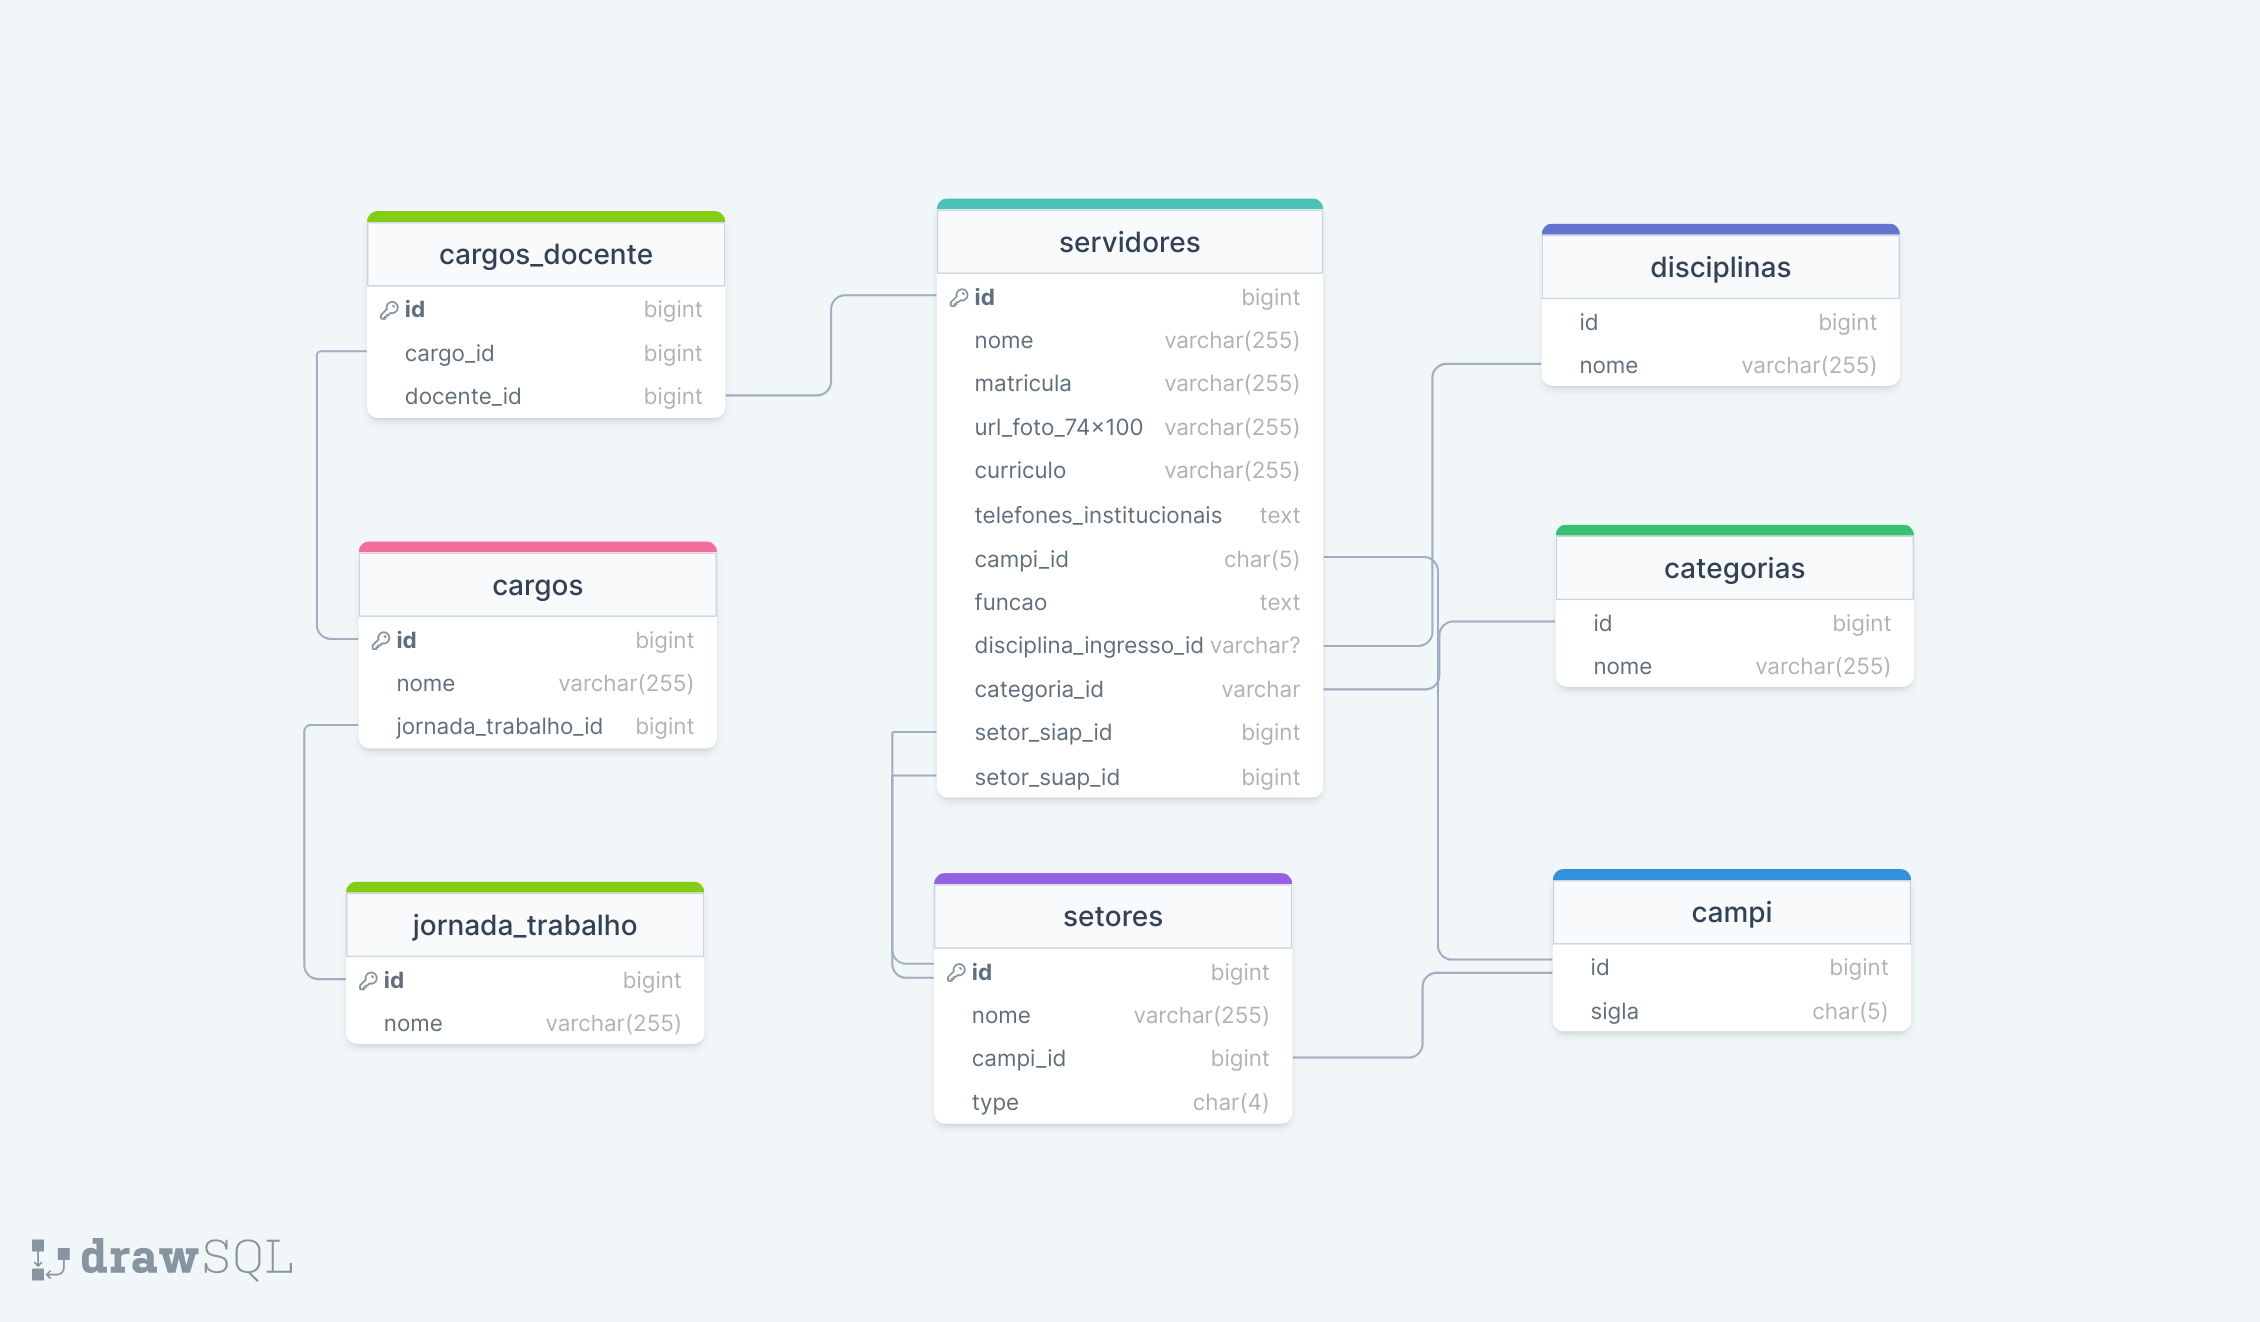 cargos_docente
id bigint
cargo_id bigint
docente_id bigint
servidores
id bigint
nome varchar(255)
matricula varchar(255)
url_foto_74x100 varchar(255)
curriculo varchar(255)
telefones_institucionais text
campi_id char(5)
funcao text
disciplina_ingresso_id varchar?
categoria_id varchar
setor_siap_id bigint
setor_suap_id bigint
disciplinas
id bigint
nome varchar(255)
cargos
id bigint
nome varchar(255)
jornada_trabalho_id bigint
categorias
id bigint
nome varchar(255)
jornada_trabalho
id bigint
nome varchar(255)
setores
id bigint
nome varchar(255)
campi_id bigint
type char(4)
campi
id bigint
sigla char(5)
drawSQL